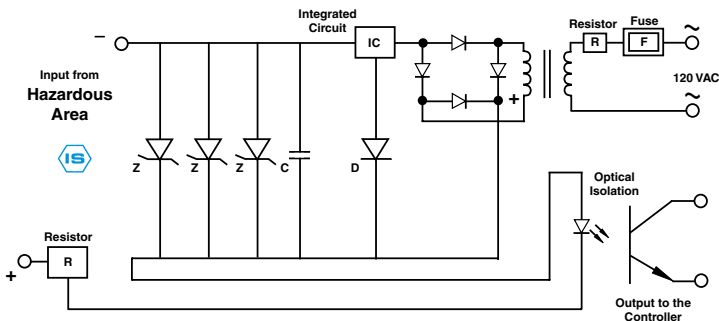 Integrated
Circuit
IC
−
Input from
Hazardous
Area
IS
Z
Z
Z
C
D
+
Resistor
R
Fuse
F
~
120 VAC
~
Resistor
R
+
Optical
Isolation
Output to the
Controller